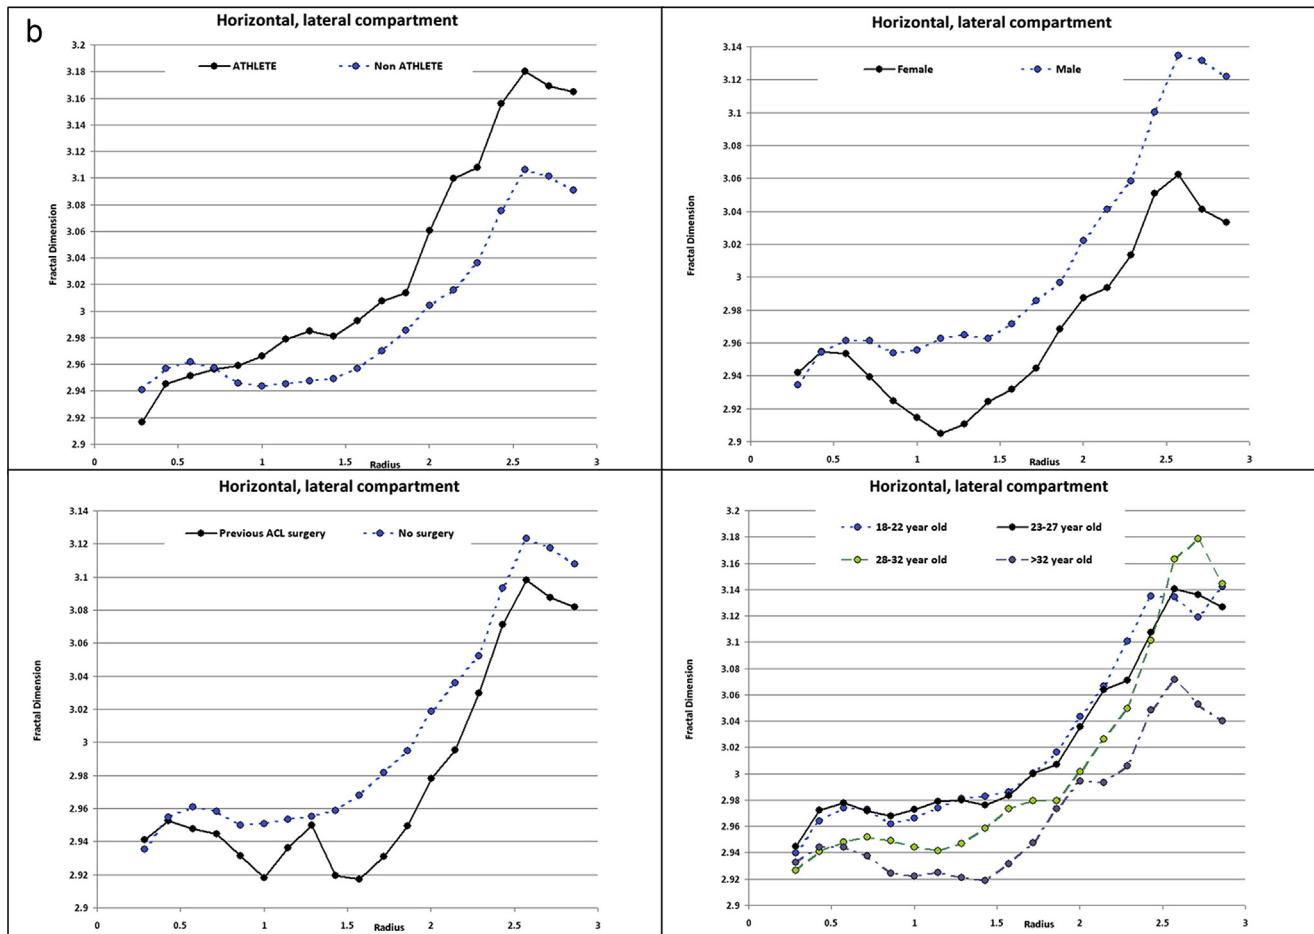 b
Horizontal, lateral compartment
ATHLETE Non ATHLETE
3.2
3.18
3.16
3.14
3.12
3.1
3.08
3.06
3.04
3.02
3
2.98
2.96
2.94
2.92
2.9
Fractal Dimension
0 0.5 1 1.5 2 2.5 3
Radius
Horizontal, lateral compartment
Female Male
3.14
3.12
3.1
3.08
3.06
3.04
3.02
3
2.98
2.96
2.94
2.92
2.9
Fractal Dimension
0 0.5 1 1.5 2 2.5 3
Radius
Horizontal, lateral compartment
Previous ACL surgery No surgery
3.14
3.12
3.1
3.08
3.06
3.04
3.02
3
2.98
2.96
2.94
2.92
2.9
Fractal Dimension
0 0.5 1 1.5 2 2.5 3
Radius
Horizontal, lateral compartment
18-22 year old 23-27 year old
28-32 year old >32 year old
3.2
3.18
3.16
3.14
3.12
3.1
3.08
3.06
3.04
3.02
3
2.98
2.96
2.94
2.92
2.9
Fractal Dimension
0 0.5 1 1.5 2 2.5 3
Radius